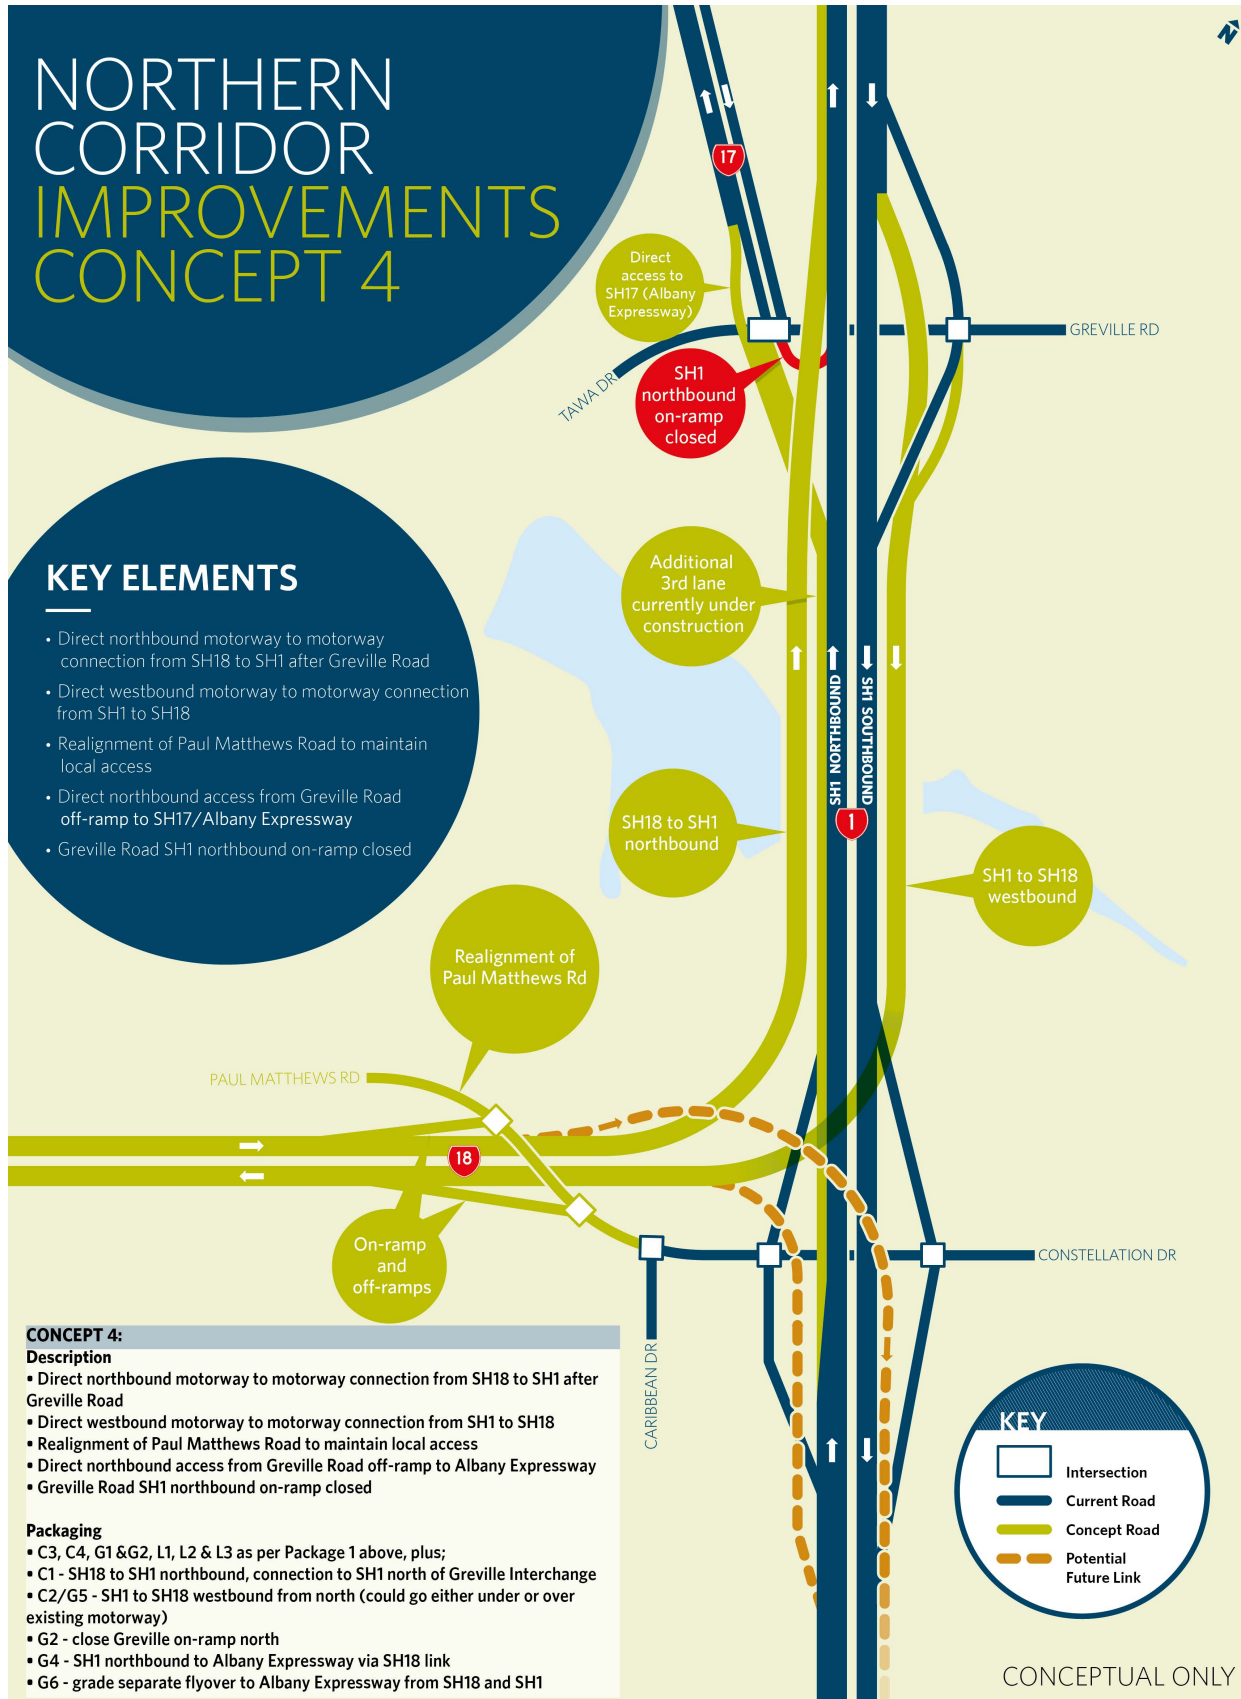 NORTHERN
CORRIDOR
IMPROVEMENTS
CONCEPT 4
N
17
Direct
access to
SH17 (Albany
Expressway)
GREVILLE RD
TAWA DR
SH1
northbound
on-ramp
closed
KEY ELEMENTS
• Direct northbound motorway to motorway
connection from SH18 to SH1 after Greville Road
• Direct westbound motorway to motorway connection
from SH1 to SH18
• Realignment of Paul Matthews Road to maintain
local access
• Direct northbound access from Greville Road
off-ramp to SH17/Albany Expressway
• Greville Road SH1 northbound on-ramp closed
Additional
3rd lane
currently under
construction
SH1 NORTHBOUND
SH1 SOUTHBOUND
1
SH18 to SH1
northbound
SH1 to SH18
westbound
Realignment of
Paul Matthews Rd
PAUL MATTHEWS RD
18
On-ramp
and
off-ramps
CONSTELLATION DR
CARIBBEAN DR
CONCEPT 4:
Description
▪ Direct northbound motorway to motorway connection from SH18 to SH1 after
Greville Road
▪ Direct westbound motorway to motorway connection from SH1 to SH18
▪ Realignment of Paul Matthews Road to maintain local access
▪ Direct northbound access from Greville Road off-ramp to Albany Expressway
▪ Greville Road SH1 northbound on-ramp closed
Packaging
▪ C3, C4, G1 &G2, L1, L2 & L3 as per Package 1 above, plus;
▪ C1 - SH18 to SH1 northbound, connection to SH1 north of Greville Interchange
▪ C2/G5 - SH1 to SH18 westbound from north (could go either under or over
existing motorway)
▪ G2 - close Greville on-ramp north
▪ G4 - SH1 northbound to Albany Expressway via SH18 link
▪ G6 - grade separate flyover to Albany Expressway from SH18 and SH1
KEY
Intersection
Current Road
Concept Road
Potential
Future Link
CONCEPTUAL ONLY